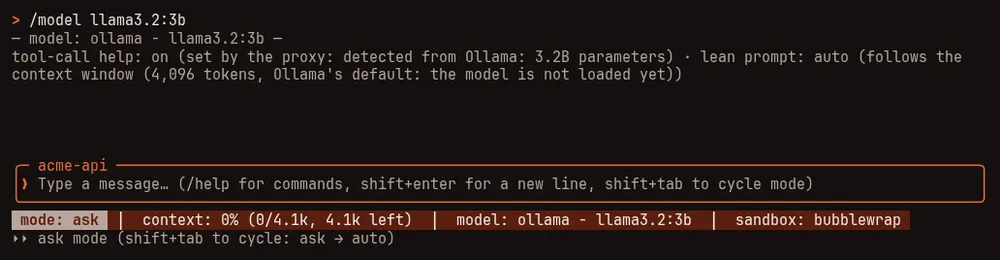 > /model llama3.2:3b
— model: ollama - llama3.2:3b —
tool-call help: on (set by the proxy: detected from Ollama: 3.2B parameters) · lean prompt: auto (follows the
context window (4,096 tokens, Ollama's default: the model is not loaded yet))
acme-api
❯ Type a message… (/help for commands, shift+enter for a new line, shift+tab to cycle mode)
mode: ask | context: 0% (0/4.1k, 4.1k left) | model: ollama - llama3.2:3b | sandbox: bubblewrap
⏵⏵ ask mode (shift+tab to cycle: ask → auto)